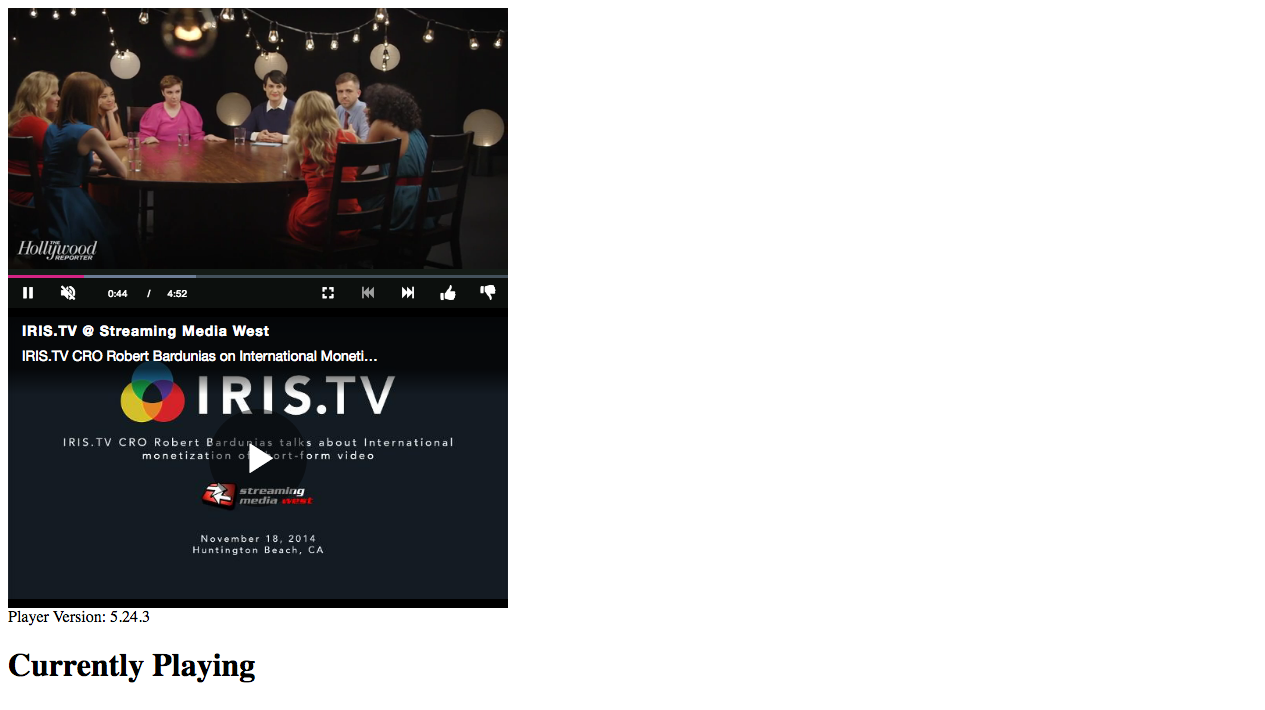 THE
Hollywood
REPORTER
0:44 / 4:52
IRIS.TV @ Streaming Media West
IRIS.TV CRO Robert Bardunias on International Moneti…
IRIS.TV
IRIS.TV CRO Robert Bardunias talks about International
monetization of short-form video
streaming
media west
November 18, 2014
Huntington Beach, CA
Player Version: 5.24.3
Currently Playing